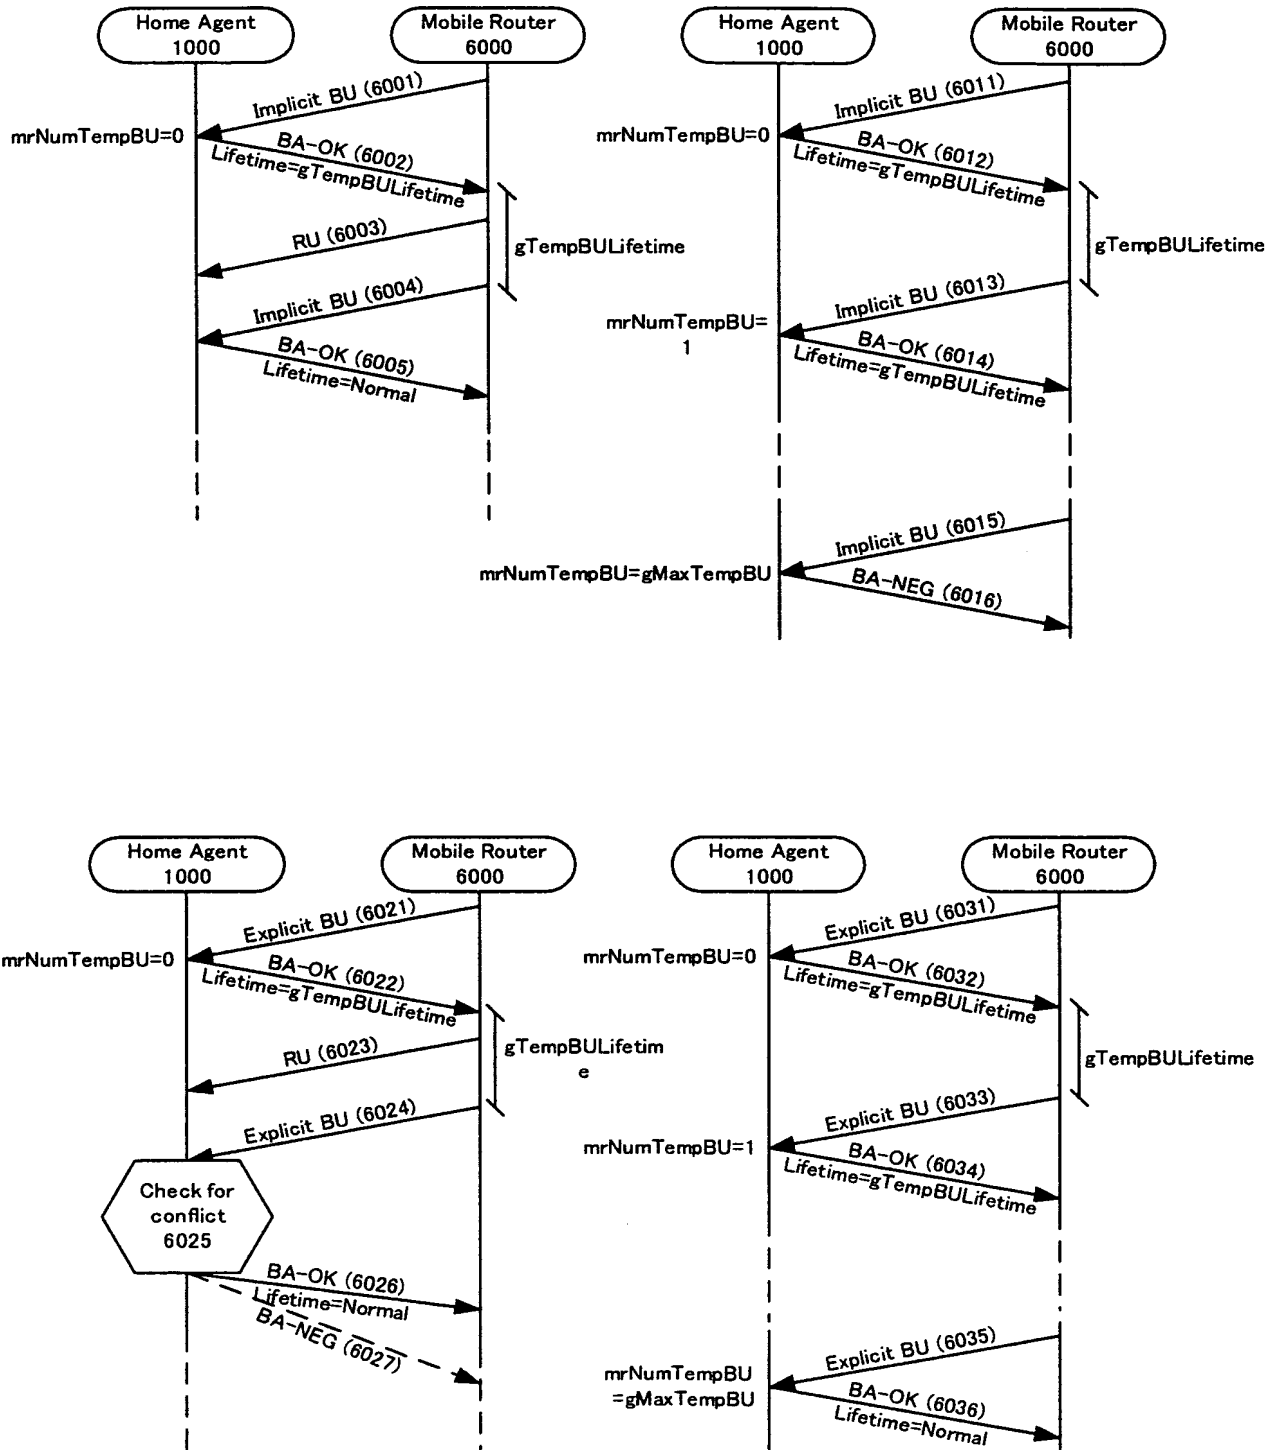 Home Agent
1000
Mobile Router
6000
Implicit BU (6001)
mrNumTempBU=0
BA-OK (6002)
Lifetime=gTempBULifetime
RU (6003)
gTempBULifetime
Implicit BU (6004)
BA-OK (6005)
Lifetime=Normal
Home Agent
1000
Mobile Router
6000
Implicit BU (6011)
mrNumTempBU=0
BA-OK (6012)
Lifetime=gTempBULifetime
gTempBULifetime
Implicit BU (6013)
mrNumTempBU=
1
BA-OK (6014)
Lifetime=gTempBULifetime
Implicit BU (6015)
mrNumTempBU=gMaxTempBU
BA-NEG (6016)
Home Agent
1000
Mobile Router
6000
Explicit BU (6021)
mrNumTempBU=0
BA-OK (6022)
Lifetime=gTempBULifetime
RU (6023)
gTempBULifetim
e
Explicit BU (6024)
Check for
conflict
6025
BA-OK (6026)
Lifetime=Normal
BA-NEG (6027)
Home Agent
1000
Mobile Router
6000
Explicit BU (6031)
mrNumTempBU=0
BA-OK (6032)
Lifetime=gTempBULifetime
gTempBULifetime
Explicit BU (6033)
mrNumTempBU=1
BA-OK (6034)
Lifetime=gTempBULifetime
Explicit BU (6035)
mrNumTempBU
=gMaxTempBU
BA-OK (6036)
Lifetime=Normal